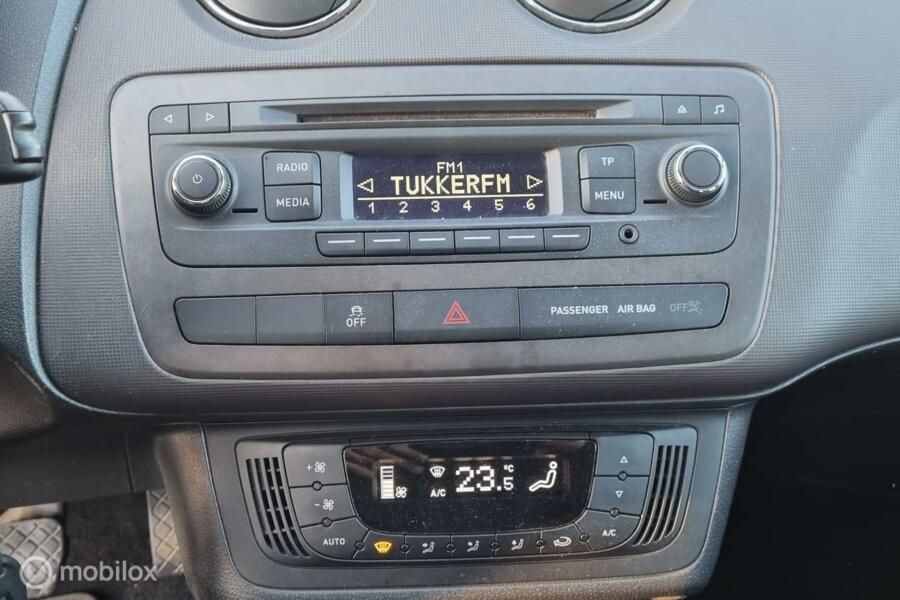 RADIO
MEDIA
FM1
TUKKERFM
1 2 3 4 5 6
TP
MENU
OFF
PASSENGER AIR BAG OFF
A/C
23.5 °C
AUTO
A/C
mobilox